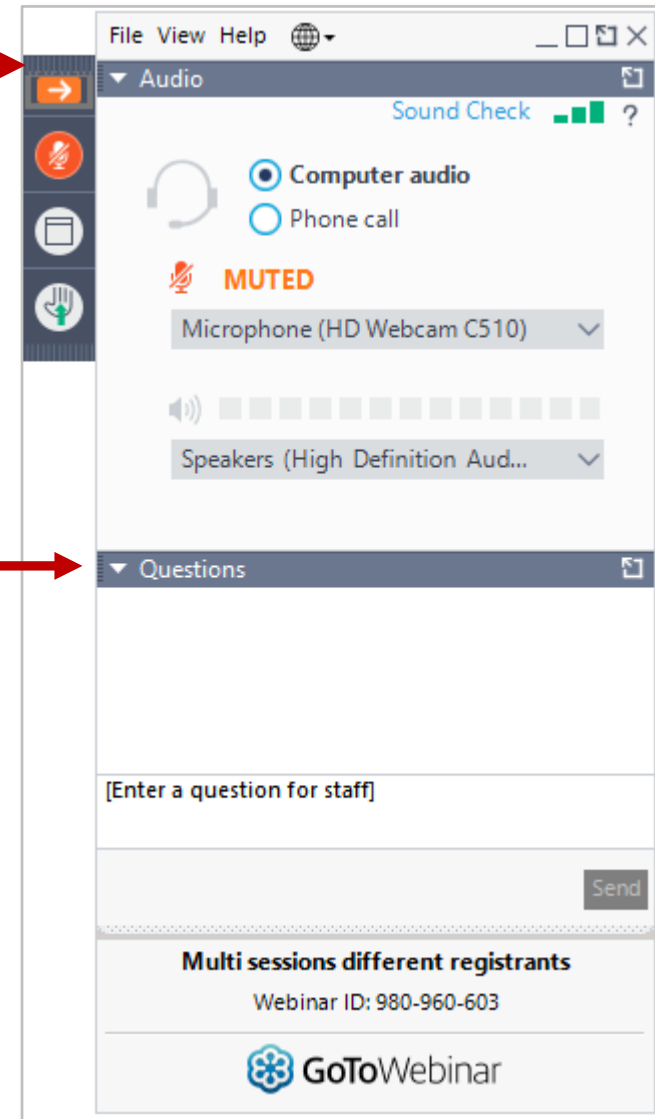 File View Help
Audio
Sound Check ?
Computer audio
Phone call
MUTED
Microphone (HD Webcam C510)
Speakers (High Definition Aud...
Questions
[Enter a question for staff]
Send
Multi sessions different registrants
Webinar ID: 980-960-603
GoToWebinar